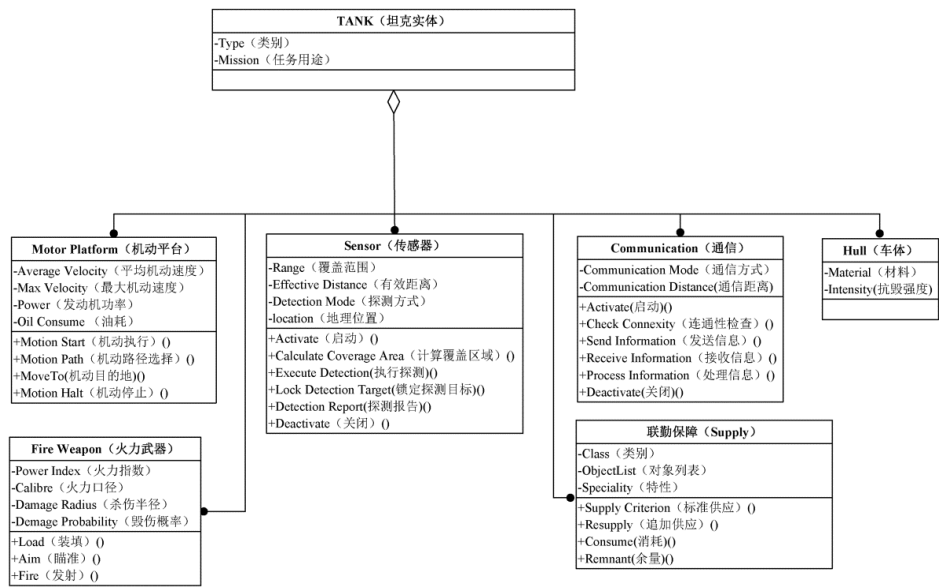 TANK（坦克实体）
-Type（类别）
-Mission（任务用途）
Motor Platform（机动平台）
-Average Velocity（平均机动速度）
-Max Velocity（最大机动速度）
-Power（发动机功率）
-Oil Consume （油耗）
+Motion Start（机动执行）()
+Motion Path（机动路径选择）()
+MoveTo(机动目的地)()
+Motion Halt（机动停止）()
Sensor（传感器）
-Range（覆盖范围）
-Effective Distance（有效距离）
-Detection Mode（探测方式）
-location（地理位置）
+Activate（启动）()
+Calculate Coverage Area（计算覆盖区域）()
+Execute Detection(执行探测)()
+Lock Detection Target(锁定探测目标)()
+Detection Report(探测报告)()
+Deactivate（关闭）()
Communication（通信）
-Communication Mode（通信方式）
-Communication Distance(通信距离)
+Activate(启动)()
+Check Connexity（连通性检查）()
+Send Information（发送信息）()
+Receive Information（接收信息）()
+Process Information（处理信息）()
+Deactivate(关闭)()
Hull（车体）
-Material（材料）
-Intensity(抗毁强度)
Fire Weapon（火力武器）
-Power Index（火力指数）
-Calibre（火力口径）
-Damage Radius（杀伤半径）
-Demage Probability（毁伤概率）
+Load（装填）()
+Aim（瞄准）()
+Fire（发射）()
联勤保障（Supply）
-Class（类别）
-ObjectList（对象列表）
-Speciality（特性）
+Supply Criterion（标准供应）()
+Resupply（追加供应）()
+Consume(消耗)()
+Remnant(余量)()